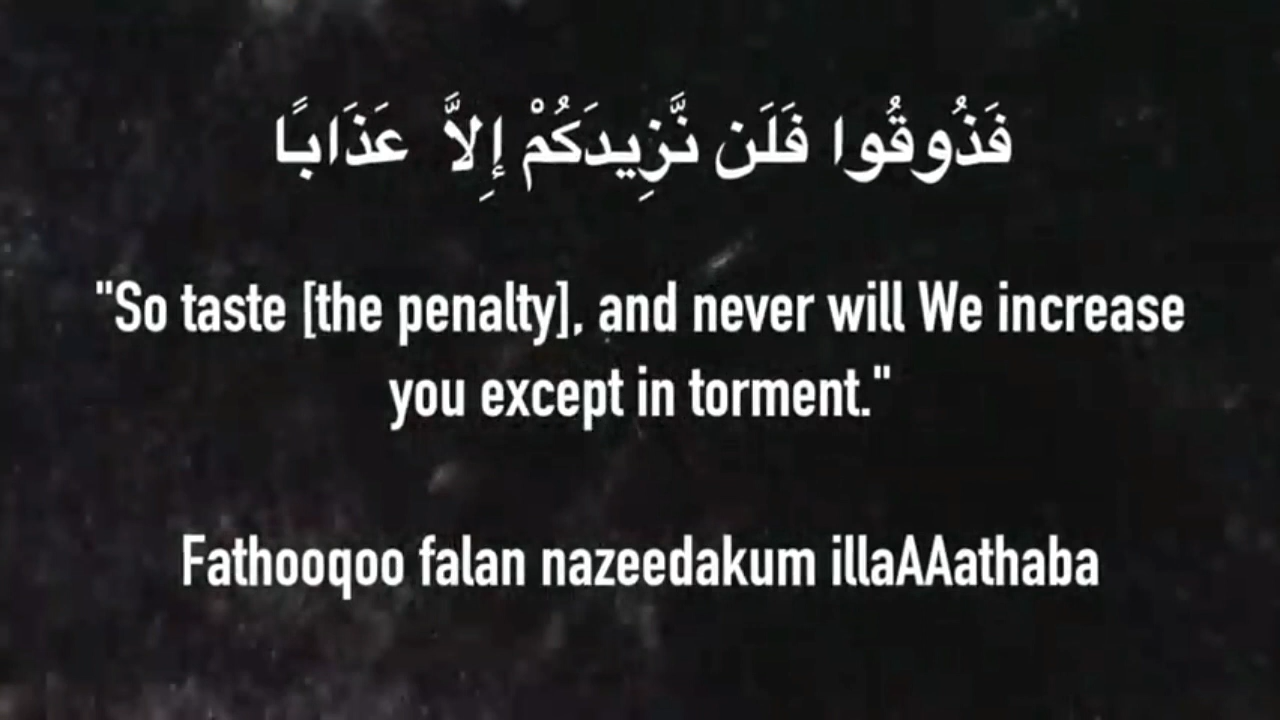 فَذُوقُوا فَلَن نَّزِيدَكُمْ إِلاَّ عَذَابًا
"So taste [the penalty], and never will We increase
you except in torment."
Fathooqoo falan nazeedakum illaAAathaba